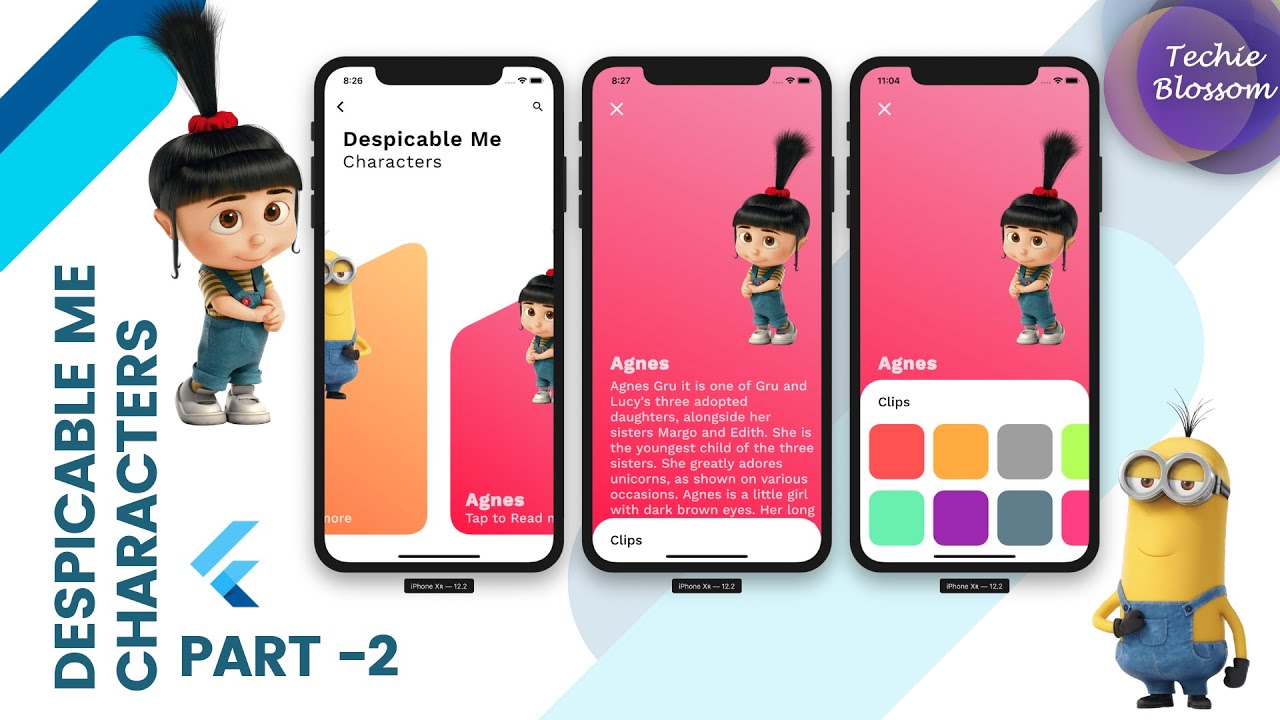 DESPICABLE ME
CHARACTERS
PART -2
8:26
Despicable Me
Characters
more
Agnes
Tap to Read m
iPhone Xʀ — 12.2
8:27
Agnes
Agnes Gru it is one of Gru and
Lucy's three adopted
daughters, alongside her
sisters Margo and Edith. She is
the youngest child of the three
sisters. She greatly adores
unicorns, as shown on various
occasions. Agnes is a little girl
with dark brown eyes. Her long
Clips
iPhone Xʀ — 12.2
11:04
Agnes
Clips
iPhone Xʀ — 12.2
Techie
Blossom